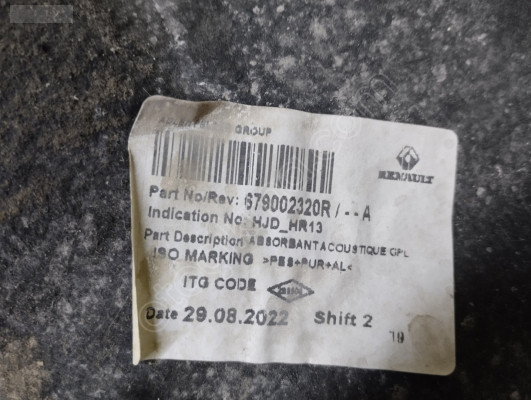 GROUP
RENAULT
Part No/Rev: 679002320R / --A
Indication No: HJD_HR13
Part Description ABSORBANT ACOUSTIQUE GPL
ISO MARKING >PES+PUR+AL<
ITG CODE
Date 29.08.2022 Shift 2
19